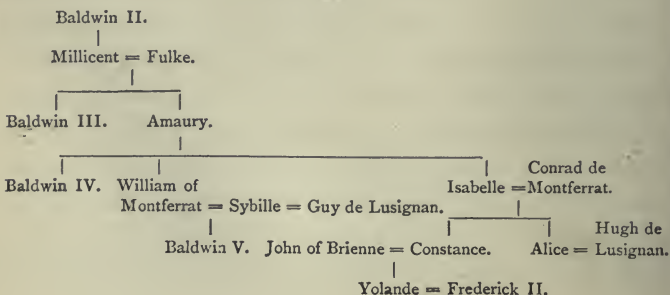 Baldwin II.
Millicent = Fulke.
Baldwin III. Amaury.
Conrad de
Baldwin IV. William of Isabelle = Montferrat.
Montferrat = Sybille = Guy de Lusignan.
Hugh de
Baldwin V. John of Brienne = Constance. Alice = Lusignan.
Yolande = Frederick II.